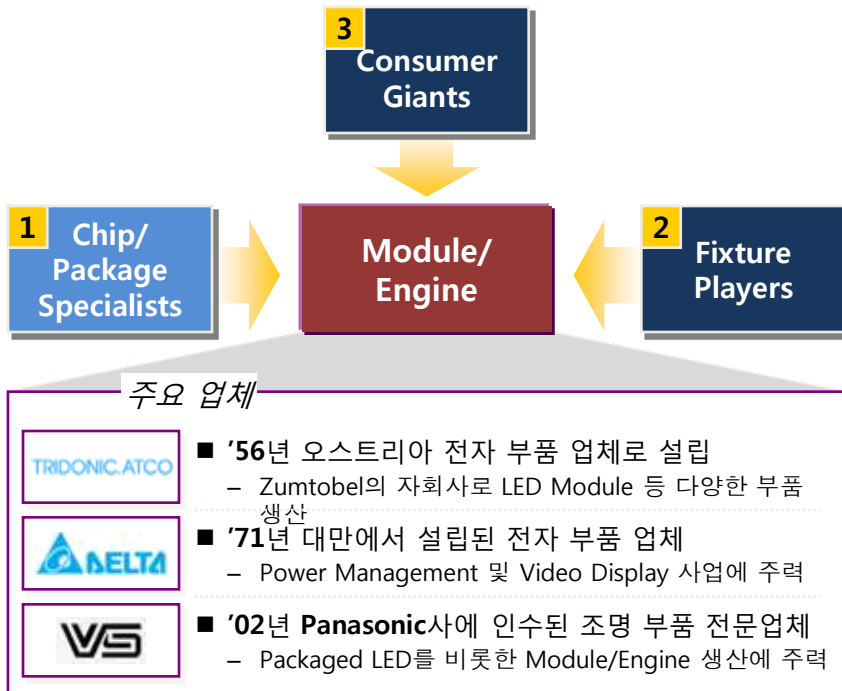 3
Consumer
Giants
1
Chip/
Package
Specialists
Module/
Engine
2
Fixture
Players
주요 업체
TRIDONIC.ATCO
■ ’56년 오스트리아 전자 부품 업체로 설립
– Zumtobel의 자회사로 LED Module 등 다양한 부품
생산
DELTA
■ ’71년 대만에서 설립된 전자 부품 업체
– Power Management 및 Video Display 사업에 주력
VS
■ ’02년 Panasonic사에 인수된 조명 부품 전문업체
– Packaged LED를 비롯한 Module/Engine 생산에 주력